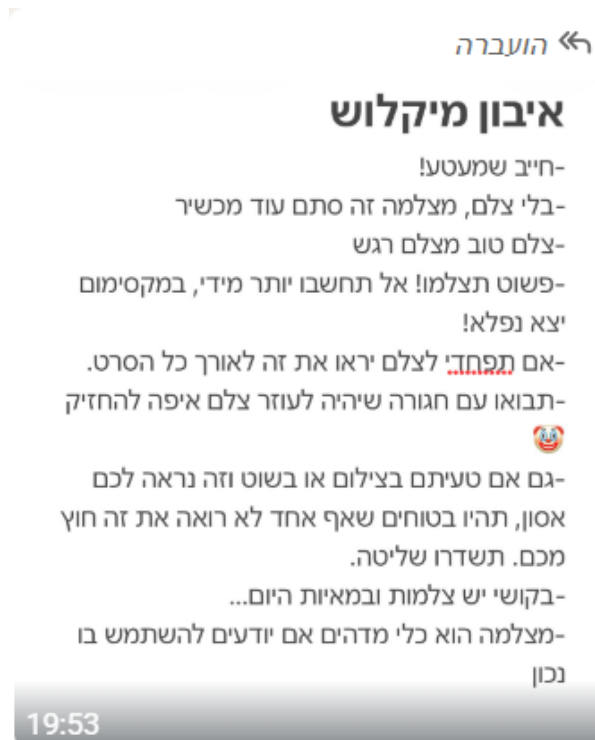 הועברה
איבון מיקלוש
-חייב שמעטע!
-בלי צלם, מצלמה זה סתם עוד מכשיר
-צלם טוב מצלם רגש
-פשוט תצלמו! אל תחשבו יותר מידי, במקסימום
יצא נפלא!
-אם תפחדי לצלם יראו את זה לאורך כל הסרט.
-תבואו עם חגורה שיהיה לעוזר צלם איפה להחזיק
🤡
-גם אם טעיתם בצילום או בשוט וזה נראה לכם
אסון, תהיו בטוחים שאף אחד לא רואה את זה חוץ
מכם. תשדרו שליטה.
-בקושי יש צלמות ובמאיות היום...
-מצלמה הוא כלי מדהים אם יודעים להשתמש בו
נכון
19:53